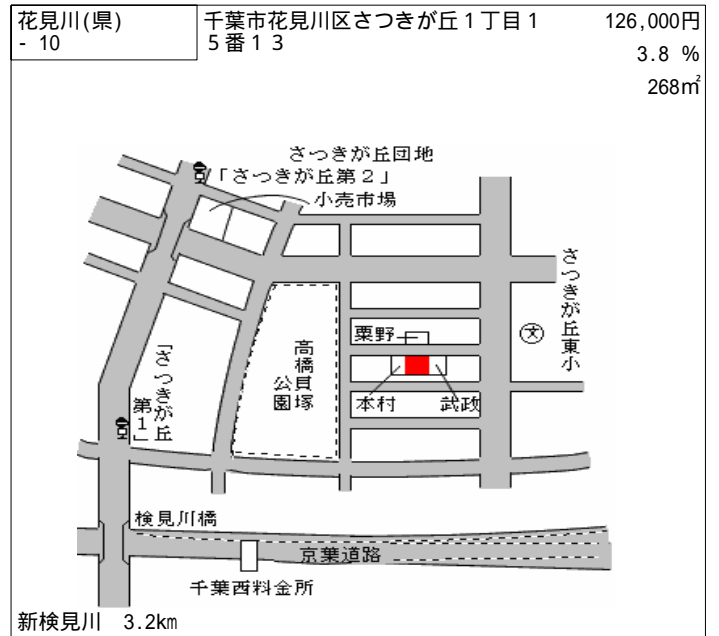 花見川(県)
- 10
千葉市花見川区さつきが丘１丁目１
５番１３
126,000円
3.8 %
268㎡
さつきが丘団地
「さつきが丘第２」
小売市場
さつきが丘東小
文
粟野
高橋貝塚
公園
「さつきが丘
第１」
本村
武政
検見川橋
京葉道路
千葉西料金所
新検見川 3.2km